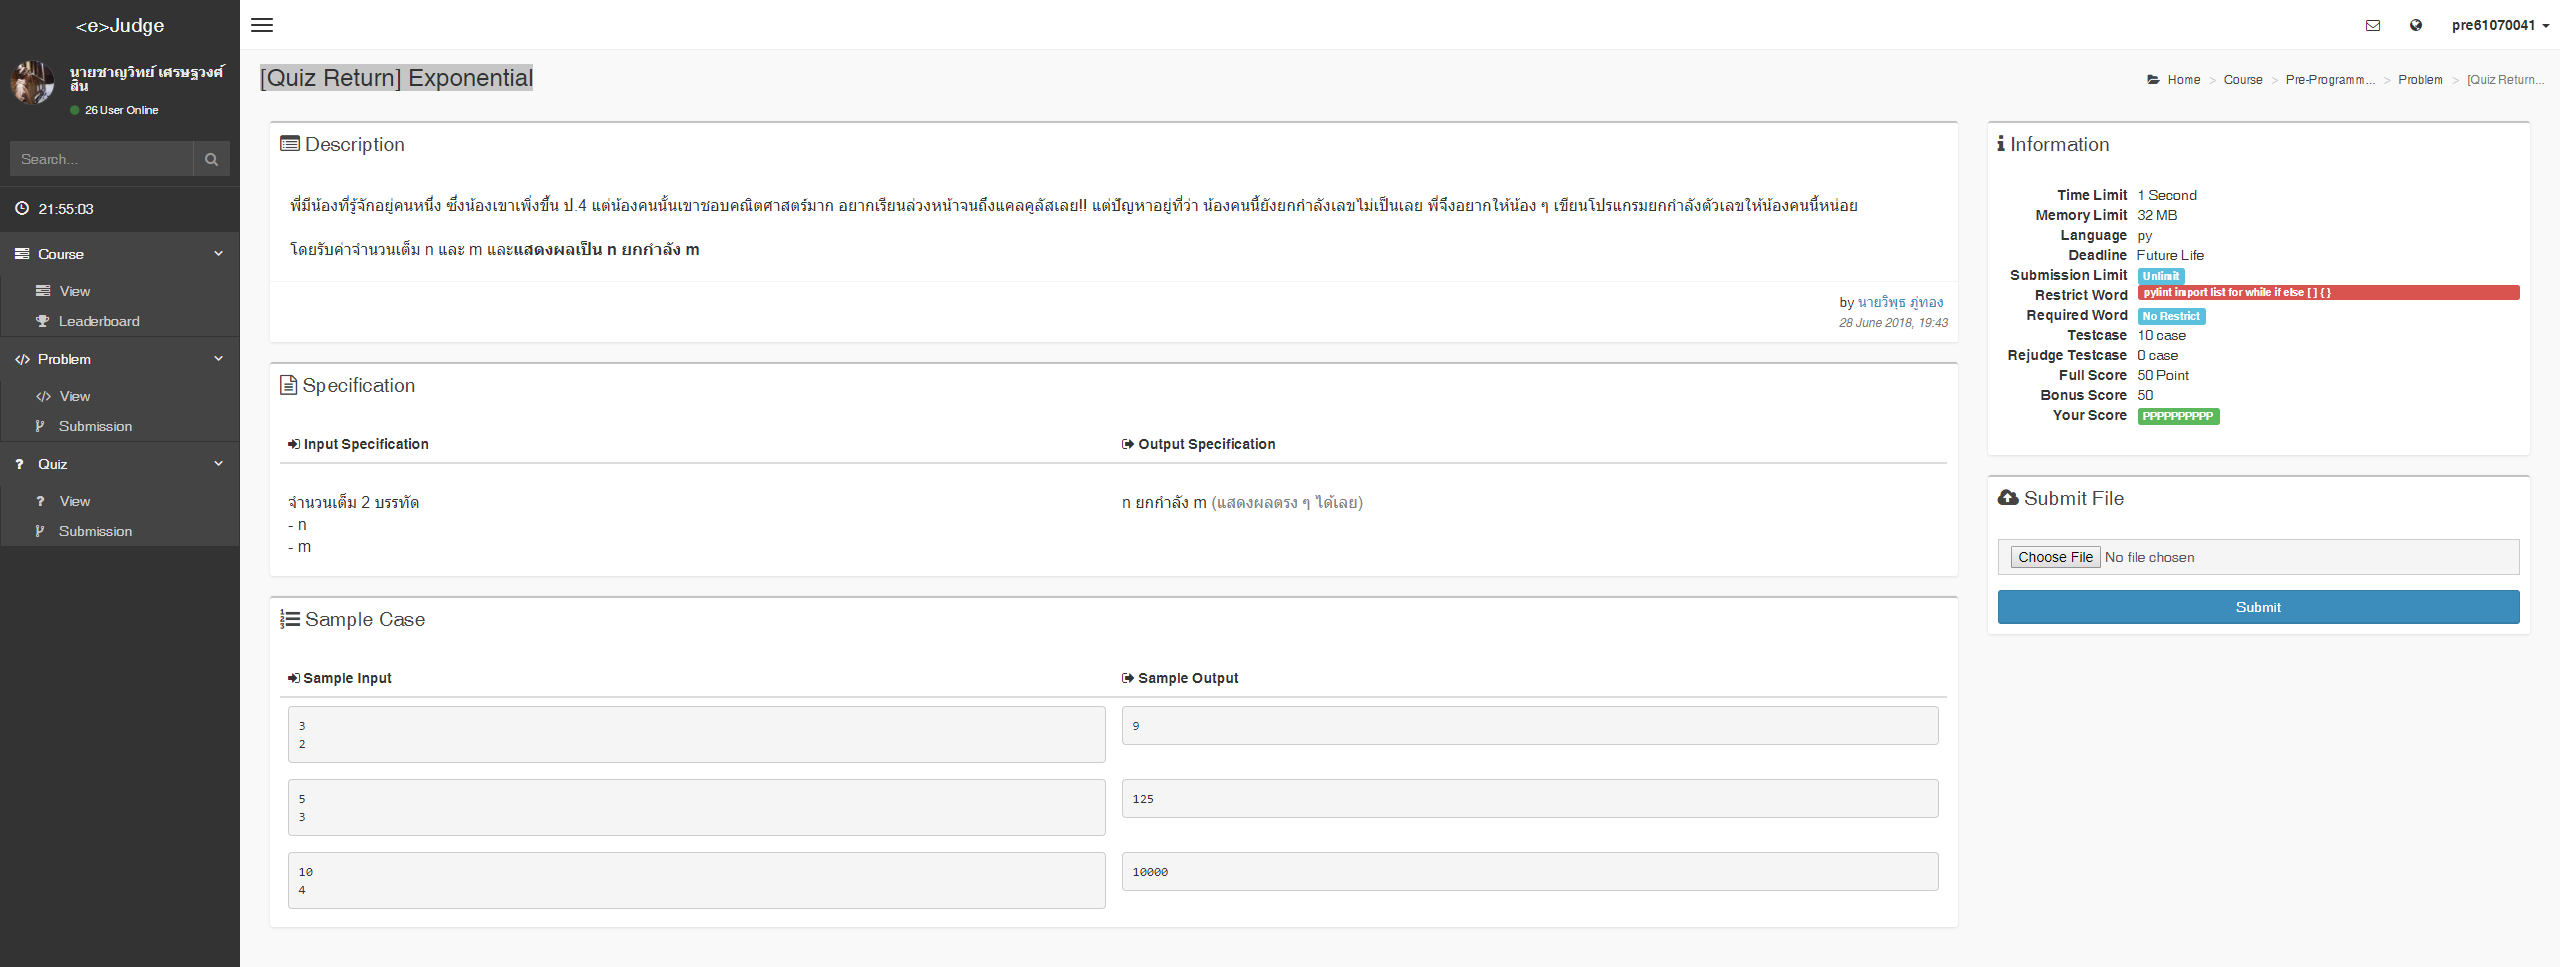 <e>Judge
pre61070041
นายชาญวิทย์ เศรษฐวงศ์
สิน
26 User Online
Search...
21:55:03
Course
View
Leaderboard
Problem
View
Submission
Quiz
View
Submission
[Quiz Return] Exponential
Home > Course > Pre-Programm... > Problem > [Quiz Return...
Description
พี่มีน้องที่รู้จักอยู่คนหนึ่ง ซึ่งน้องเขาเพิ่งขึ้น ป.4 แต่น้องคนนั้นเขาชอบคณิตศาสตร์มาก อยากเรียนล่วงหน้าจนถึงแคลคูลัสเลย!! แต่ปัญหาอยู่ที่ว่า น้องคนนี้ยังยกกำลังเลขไม่เป็นเลย พี่จึงอยากให้น้อง ๆ เขียนโปรแกรมยกกำลังตัวเลขให้น้องคนนี้หน่อย
โดยรับค่าจำนวนเต็ม n และ m และแสดงผลเป็น n ยกกำลัง m
by นายวิพุธ ภู่ทอง
28 June 2018, 19:43
Specification
Input Specification
Output Specification
จำนวนเต็ม 2 บรรทัด
- n
- m
n ยกกำลัง m (แสดงผลตรง ๆ ได้เลย)
Sample Case
Sample Input
Sample Output
3
2
9
5
3
125
10
4
10000
Information
Time Limit 1 Second
Memory Limit 32 MB
Language py
Deadline Future Life
Submission Limit Unlimit
Restrict Word pylint import list for while if else [ ] { }
Required Word No Restrict
Testcase 10 case
Rejudge Testcase 0 case
Full Score 50 Point
Bonus Score 50
Your Score PPPPPPPPPP
Submit File
Choose File No file chosen
Submit